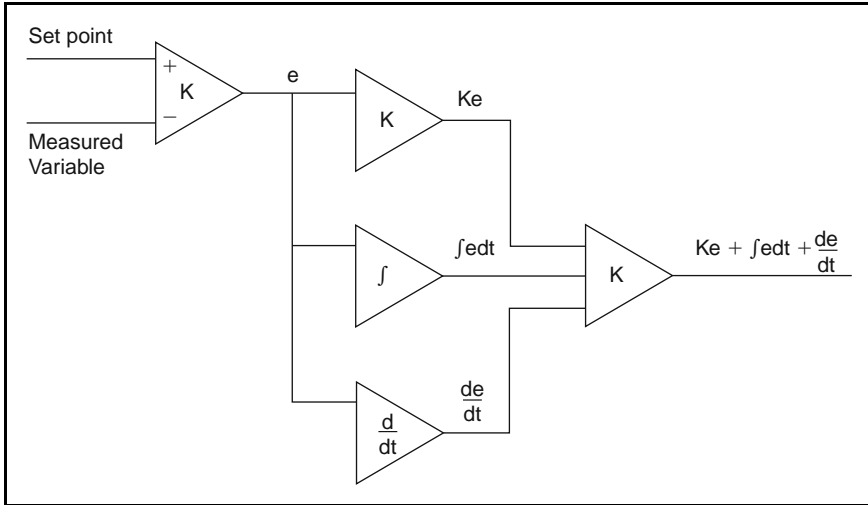 Set point
+
K
−
Measured
Variable
e
K
Ke
∫
∫edt
d
dt
de
dt
K
Ke + ∫edt + de
dt